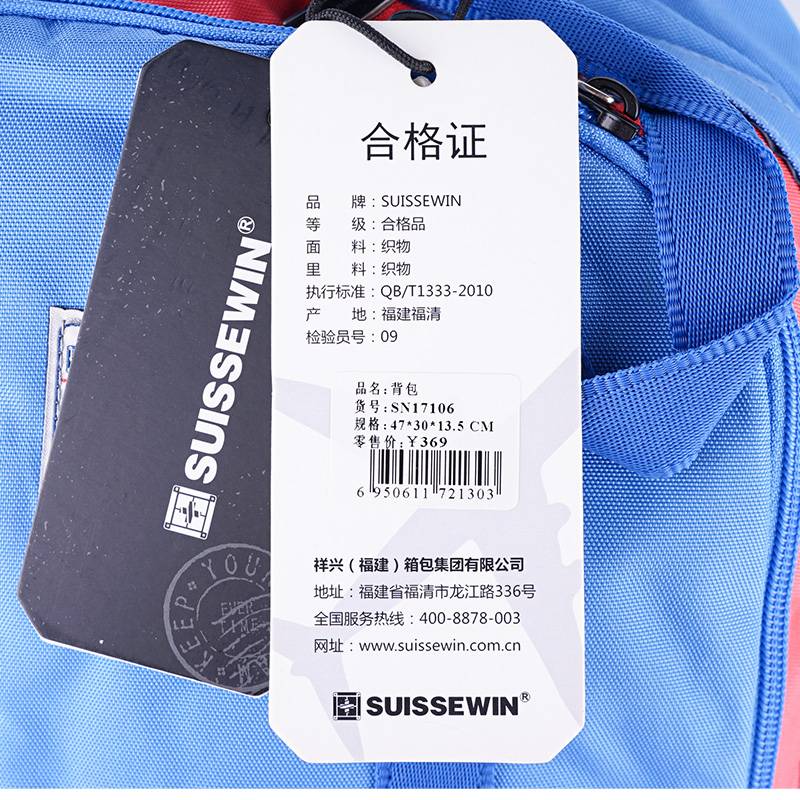 合格证
品 牌：SUISSEWIN
等 级：合格品
面 料：织物
里 料：织物
执行标准：QB/T1333-2010
产 地：福建福清
检验员号：09
品名:背包
货号:SN17106
规格:47*30*13.5 CM
零售价:¥369
6 950611 721303
祥兴（福建）箱包集团有限公司
地址：福建省福清市龙江路336号
全国服务热线：400-8878-003
网址：www.suissewin.com.cn
SUISSEWIN®
SUISSEWIN®
KEEP YOUR
EVER
TIME